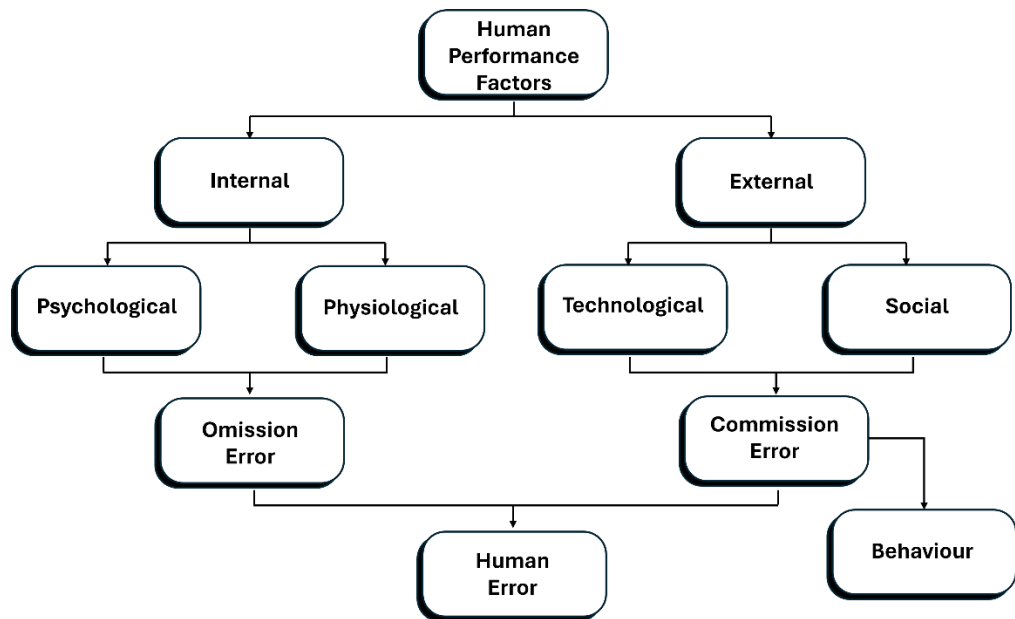 Human
Performance
Factors
Internal
External
Psychological
Physiological
Technological
Social
Omission
Error
Commission
Error
Human
Error
Behaviour